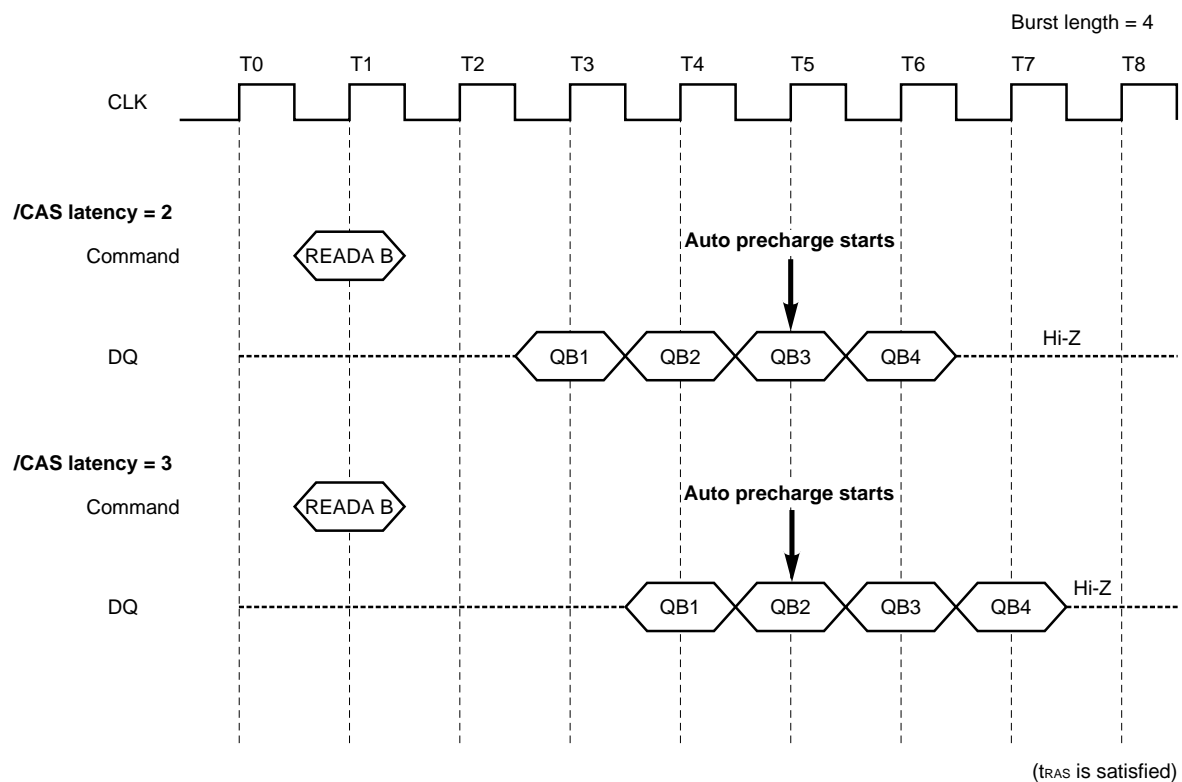 Burst length = 4
T0 T1 T2 T3 T4 T5 T6 T7 T8
CLK
/CAS latency = 2
Auto precharge starts
Command READA B
Hi-Z
DQ QB1 QB2 QB3 QB4
/CAS latency = 3
Auto precharge starts
Command READA B
Hi-Z
DQ QB1 QB2 QB3 QB4
(tRAS is satisfied)